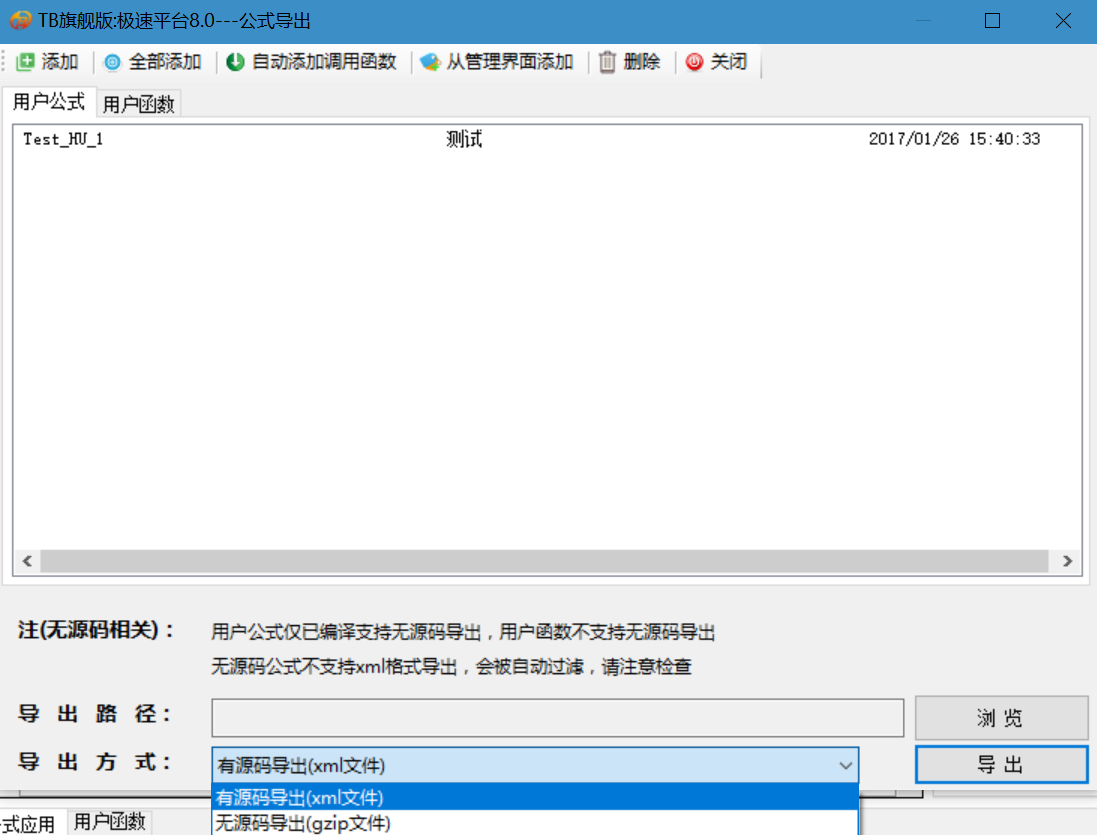 TB旗舰版:极速平台8.0---公式导出
添加 全部添加 自动添加调用函数 从管理界面添加 删除 关闭
用户公式 用户函数
Test_HU_1 测试 2017/01/26 15:40:33
注(无源码相关)： 用户公式仅已编译支持无源码导出，用户函数不支持无源码导出
无源码公式不支持xml格式导出，会被自动过滤，请注意检查
导 出 路 径： 浏 览
导 出 方 式： 有源码导出(xml文件) 导 出
有源码导出(xml文件)
式应用 用户函数 无源码导出(gzip文件)